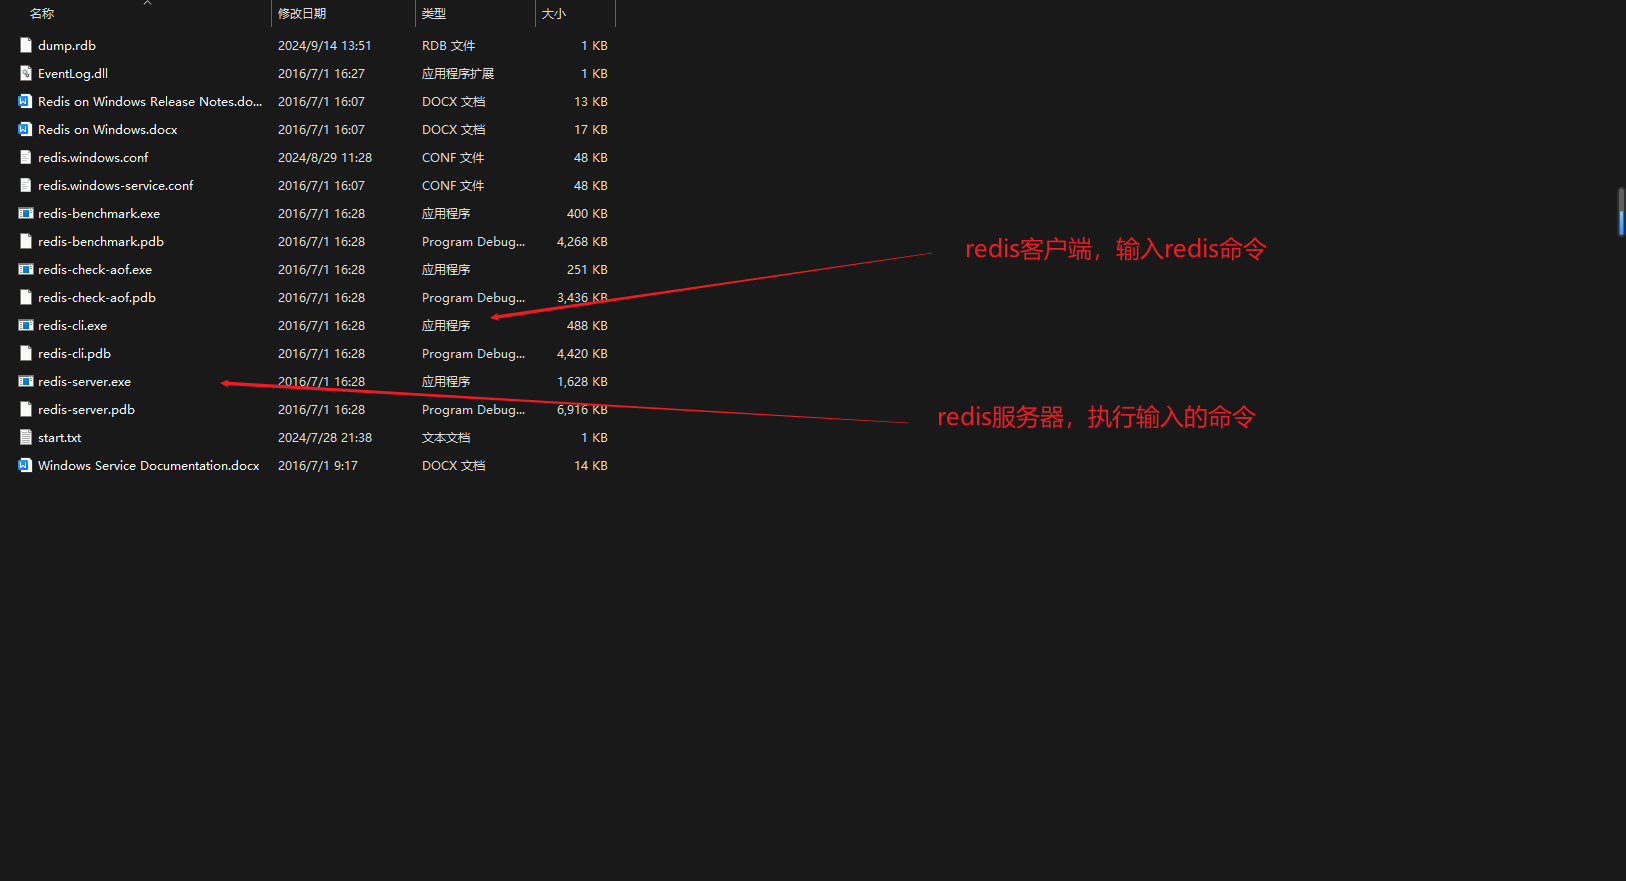 名称 修改日期 类型 大小
dump.rdb 2024/9/14 13:51 RDB 文件 1 KB
EventLog.dll 2016/7/1 16:27 应用程序扩展 1 KB
Redis on Windows Release Notes.do... 2016/7/1 16:07 DOCX 文档 13 KB
Redis on Windows.docx 2016/7/1 16:07 DOCX 文档 17 KB
redis.windows.conf 2024/8/29 11:28 CONF 文件 48 KB
redis.windows-service.conf 2016/7/1 16:07 CONF 文件 48 KB
redis-benchmark.exe 2016/7/1 16:28 应用程序 400 KB
redis-benchmark.pdb 2016/7/1 16:28 Program Debug... 4,268 KB
redis客户端，输入redis命令
redis-check-aof.exe 2016/7/1 16:28 应用程序 251 KB
redis-check-aof.pdb 2016/7/1 16:28 Program Debug... 3,436 KB
redis-cli.exe 2016/7/1 16:28 应用程序 488 KB
redis-cli.pdb 2016/7/1 16:28 Program Debug... 4,420 KB
redis-server.exe 2016/7/1 16:28 应用程序 1,628 KB
redis-server.pdb 2016/7/1 16:28 Program Debug... 6,916 KB
redis服务器，执行输入的命令
start.txt 2024/7/28 21:38 文本文档 1 KB
Windows Service Documentation.docx 2016/7/1 9:17 DOCX 文档 14 KB